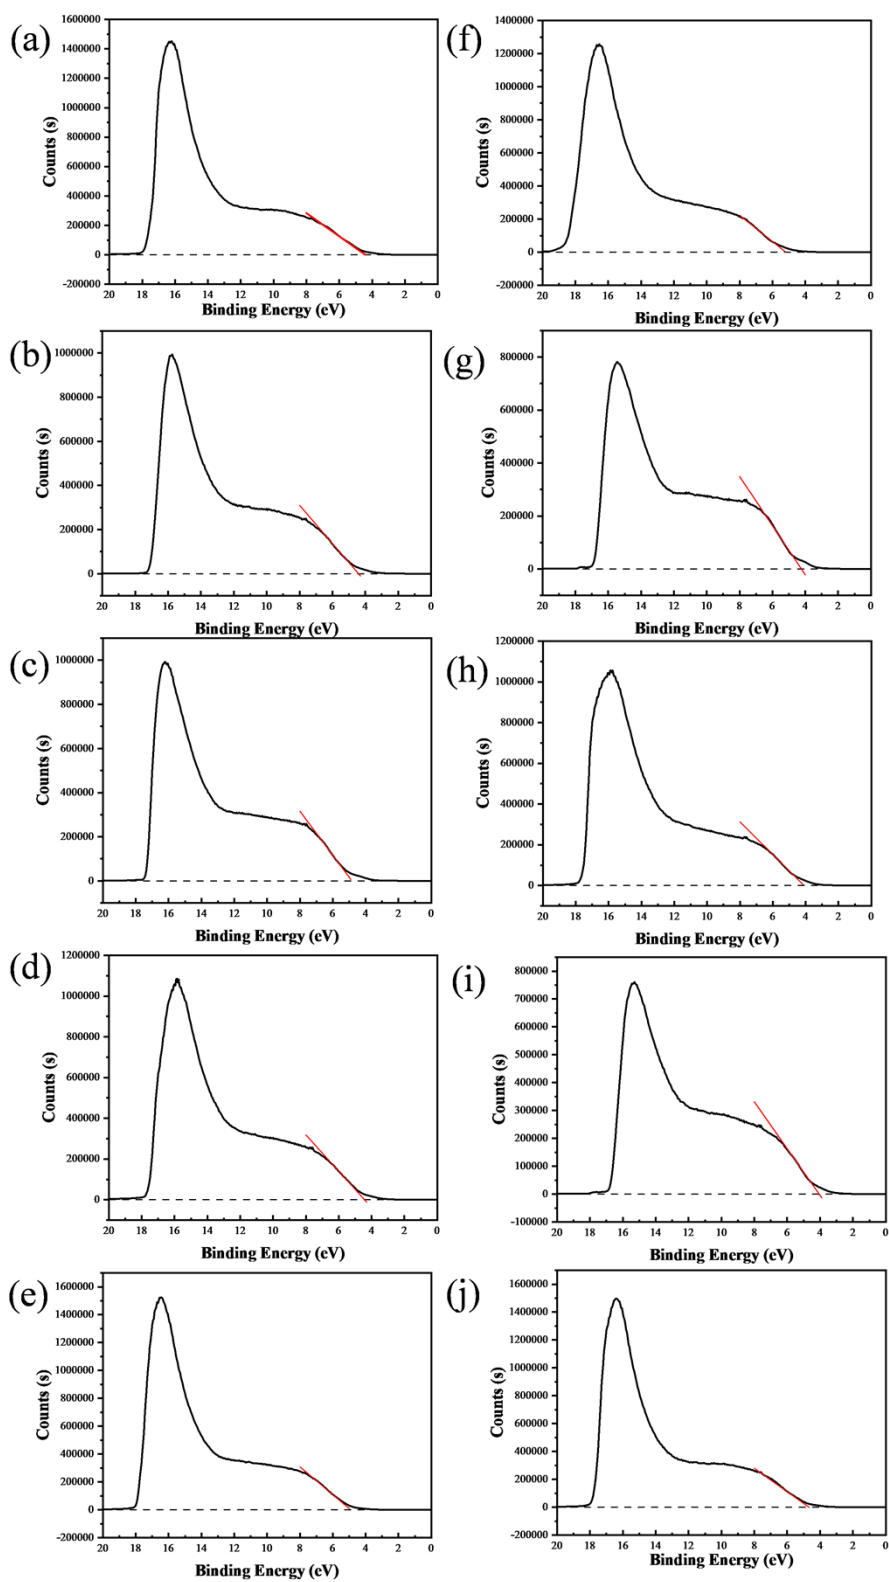 (a)
1600000
1400000
1200000
1000000
800000
600000
400000
200000
0
-200000
Counts (s)
20 18 16 14 12 10 8 6 4 2 0
Binding Energy (eV)
(f)
1400000
1200000
1000000
800000
600000
400000
200000
0
-200000
Counts (s)
20 18 16 14 12 10 8 6 4 2 0
Binding Energy (eV)
(b)
1000000
800000
600000
400000
200000
0
Counts (s)
20 18 16 14 12 10 8 6 4 2 0
Binding Energy (eV)
(g)
800000
600000
400000
200000
0
Counts (s)
20 18 16 14 12 10 8 6 4 2 0
Binding Energy (eV)
(c)
1000000
800000
600000
400000
200000
0
Counts (s)
20 18 16 14 12 10 8 6 4 2 0
Binding Energy (eV)
(h)
1200000
1000000
800000
600000
400000
200000
0
Counts (s)
20 18 16 14 12 10 8 6 4 2 0
Binding Energy (eV)
(d)
1200000
1000000
800000
600000
400000
200000
0
Counts (s)
20 18 16 14 12 10 8 6 4 2 0
Binding Energy (eV)
(i)
800000
700000
600000
500000
400000
300000
200000
100000
0
-100000
Counts (s)
20 18 16 14 12 10 8 6 4 2 0
Binding Energy (eV)
(e)
1600000
1400000
1200000
1000000
800000
600000
400000
200000
0
-200000
Counts (s)
20 18 16 14 12 10 8 6 4 2 0
Binding Energy (eV)
(j)
1600000
1400000
1200000
1000000
800000
600000
400000
200000
0
-200000
Counts (s)
20 18 16 14 12 10 8 6 4 2 0
Binding Energy (eV)